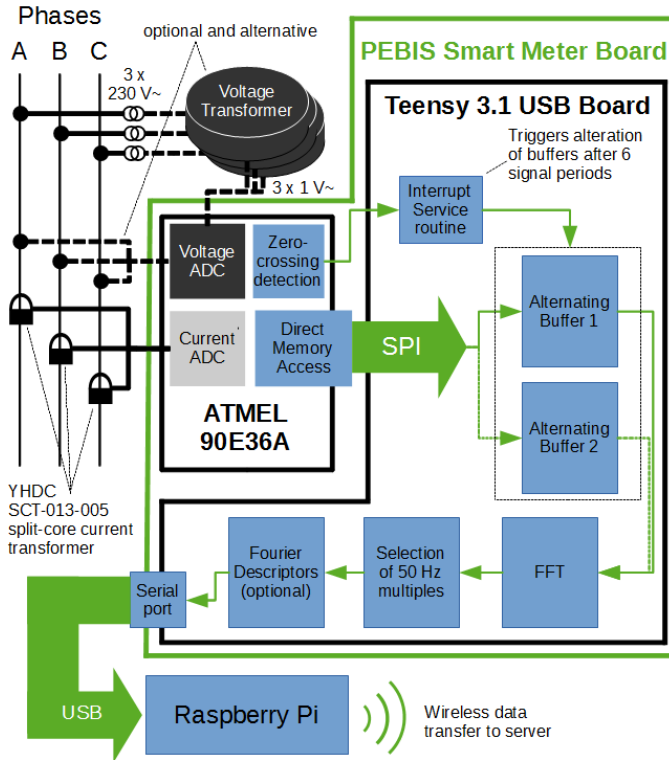 Phases
A B C
optional and alternative
PEBIS Smart Meter Board
3 x
230 V~
Voltage
Transformer
Teensy 3.1 USB Board
Triggers alteration
of buffers after 6
signal periods
3 x 1 V~
Interrupt
Service
routine
Voltage
ADC
Zero-
crossing
detection
Alternating
Buffer 1
Current
ADC
Direct
Memory
Access
SPI
ATMEL
90E36A
Alternating
Buffer 2
YHDC
SCT-013-005
split-core current
transformer
Serial
port
Fourier
Descriptors
(optional)
Selection
of 50 Hz
multiples
FFT
USB
Raspberry Pi
Wireless data
transfer to server